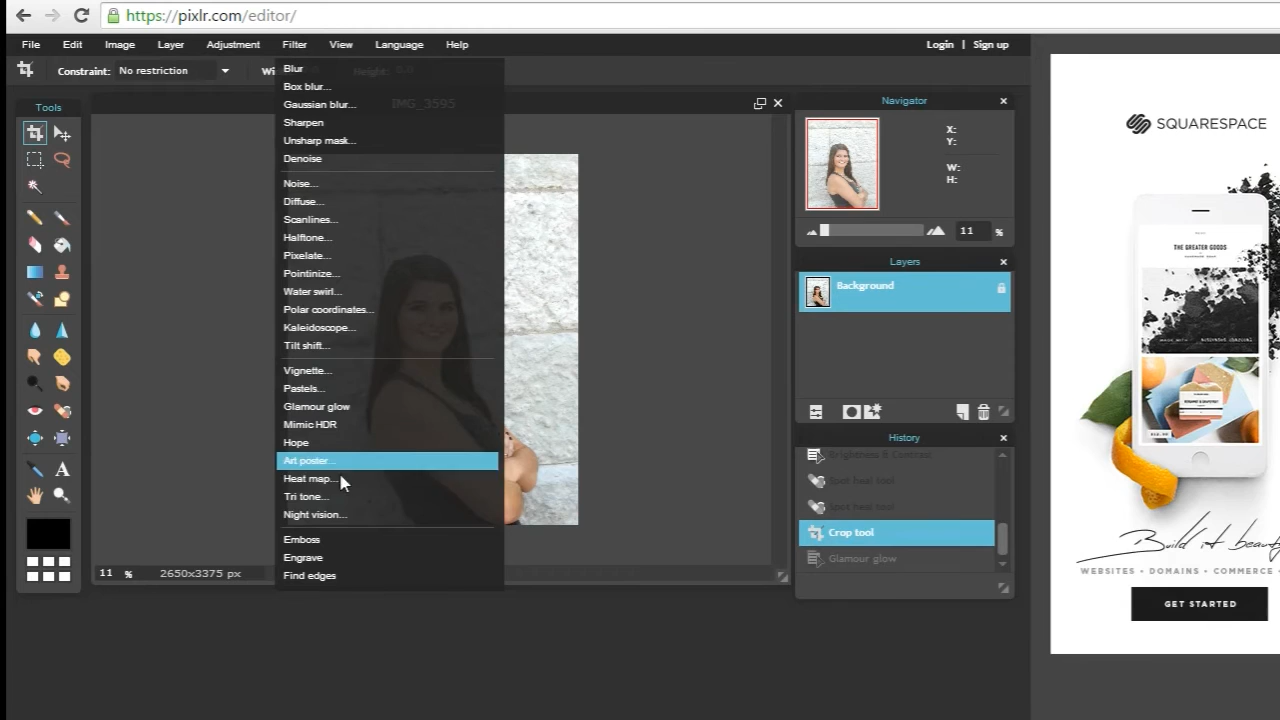 https://pixlr.com/editor/
File Edit Image Layer Adjustment Filter View Language Help Login | Sign up
Constraint: No restriction Height: 0.0
Tools
IMG_3595
Blur
Box blur...
Gaussian blur...
Sharpen
Unsharp mask...
Denoise
Noise...
Diffuse...
Scanlines...
Halftone...
Pixelate...
Pointinize...
Water swirl...
Polar coordinates...
Kaleidoscope...
Tilt shift...
Vignette...
Pastels...
Glamour glow
Mimic HDR
Hope
Art poster...
Heat map...
Tri tone...
Night vision...
Emboss
Engrave
Find edges
11 % 2650x3375 px
Navigator
X:
Y:
W:
H:
11 %
Layers
Background
History
Brightness & Contrast
Spot heal tool
Spot heal tool
Crop tool
Glamour glow
SQUARESPACE
THE GREATER GOODS
Build it
WEBSITES • DOMAINS • COMMERCE •
GET STARTED